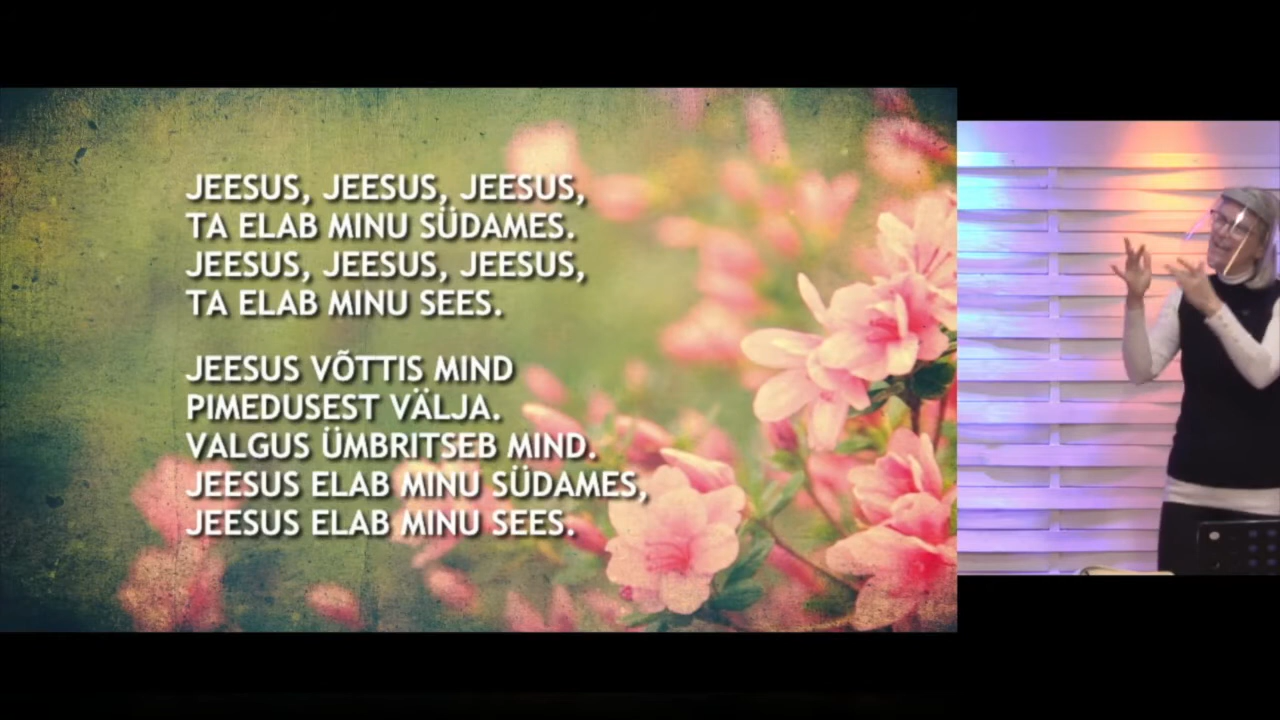 JEESUS, JEESUS, JEESUS,
TA ELAB MINU SÜDAMES.
JEESUS, JEESUS, JEESUS,
TA ELAB MINU SEES.
JEESUS VÕTTIS MIND
PIMEDUSEST VÄLJA.
VALGUS ÜMBRITSEB MIND.
JEESUS ELAB MINU SÜDAMES,
JEESUS ELAB MINU SEES.